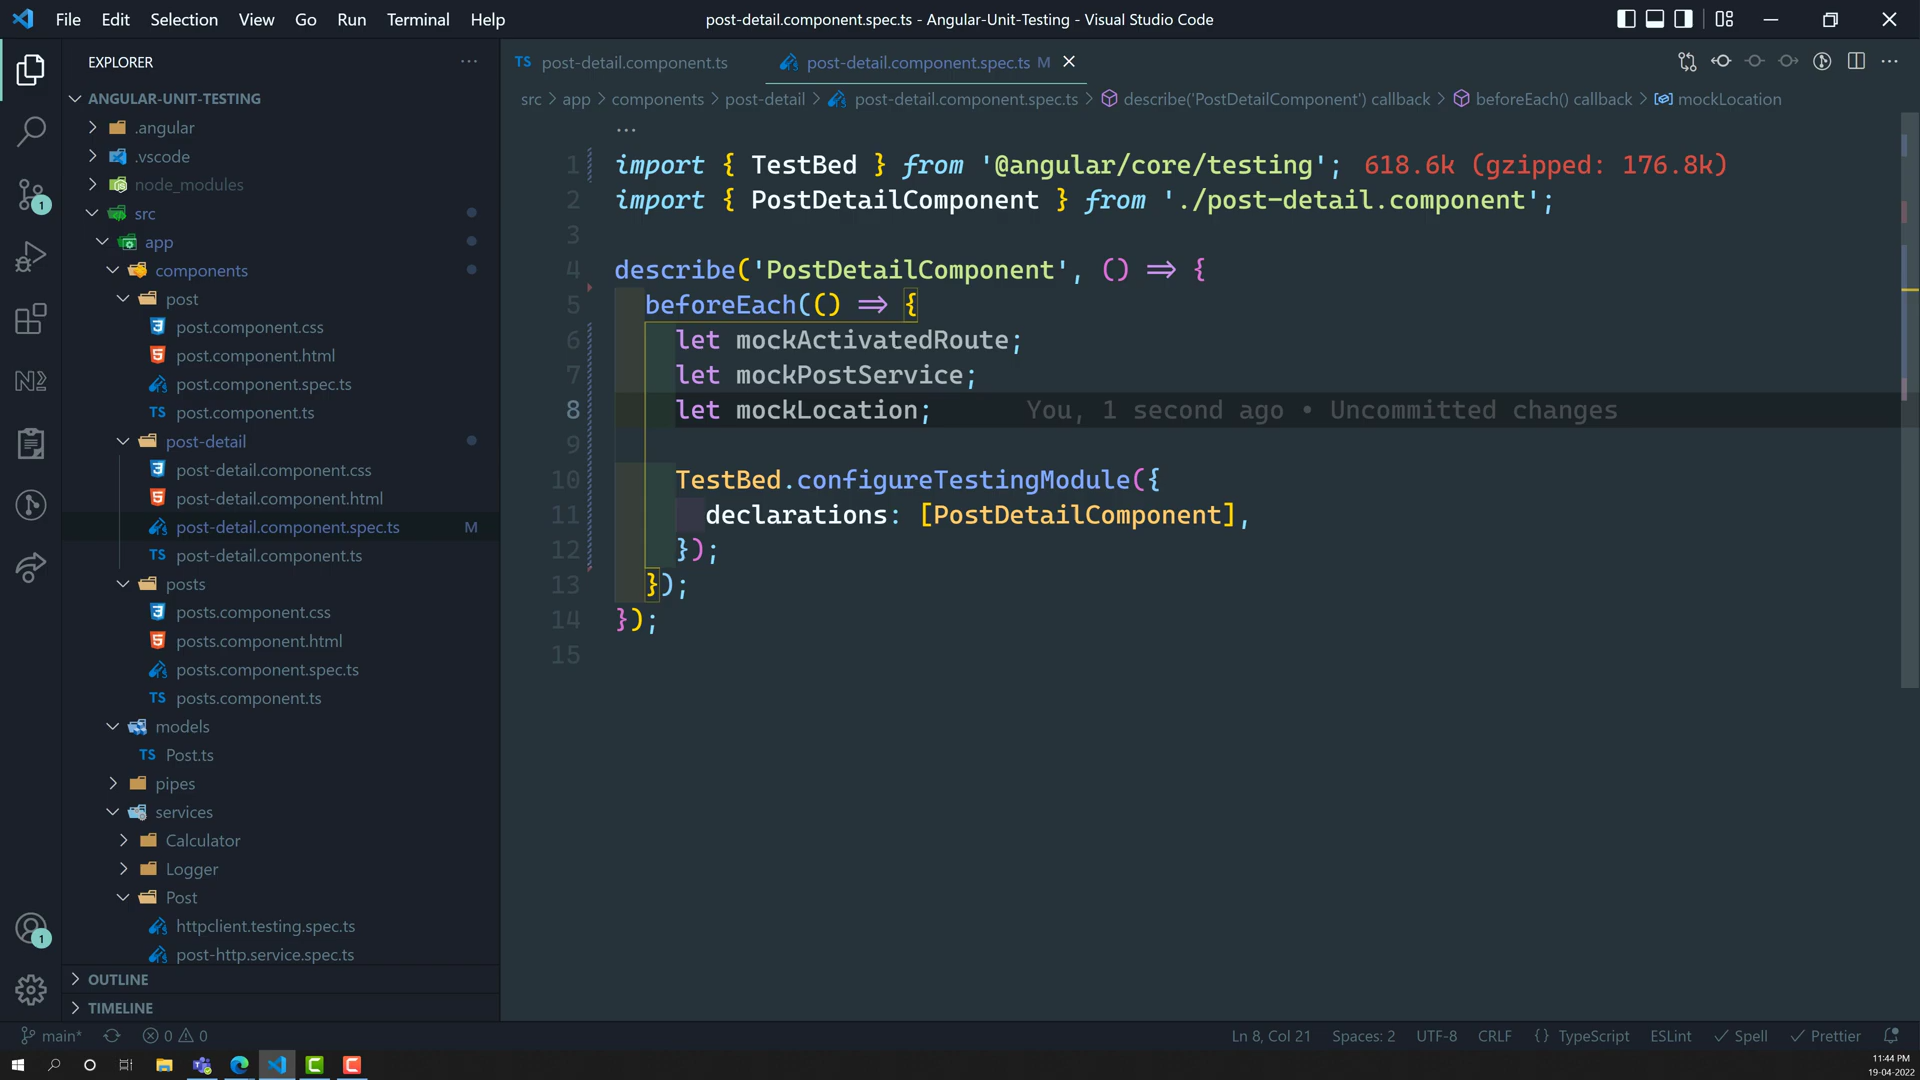 File Edit Selection View Go Run Terminal Help
post-detail.component.spec.ts - Angular-Unit-Testing - Visual Studio Code
EXPLORER
ANGULAR-UNIT-TESTING
.angular
.vscode
node_modules
src
app
components
post
post.component.css
post.component.html
post.component.spec.ts
TS post.component.ts
post-detail
post-detail.component.css
post-detail.component.html
post-detail.component.spec.ts M
TS post-detail.component.ts
posts
posts.component.css
posts.component.html
posts.component.spec.ts
TS posts.component.ts
models
TS Post.ts
pipes
services
Calculator
Logger
Post
httpclient.testing.spec.ts
post-http.service.spec.ts
OUTLINE
TIMELINE
1
1
TS post-detail.component.ts
post-detail.component.spec.ts M
src > app > components > post-detail > post-detail.component.spec.ts > describe('PostDetailComponent') callback > beforeEach() callback > mockLocation
...
1 import { TestBed } from '@angular/core/testing'; 618.6k (gzipped: 176.8k)
2 import { PostDetailComponent } from './post-detail.component';
3
4 describe('PostDetailComponent', () => {
5 beforeEach(() => {
6 let mockActivatedRoute;
7 let mockPostService;
8 let mockLocation; You, 1 second ago • Uncommitted changes
9
10 TestBed.configureTestingModule({
11 declarations: [PostDetailComponent],
12 });
13 });
14 });
15
main* 0 0 Ln 8, Col 21 Spaces: 2 UTF-8 CRLF {} TypeScript ESLint Spell Prettier
11:44 PM
19-04-2022